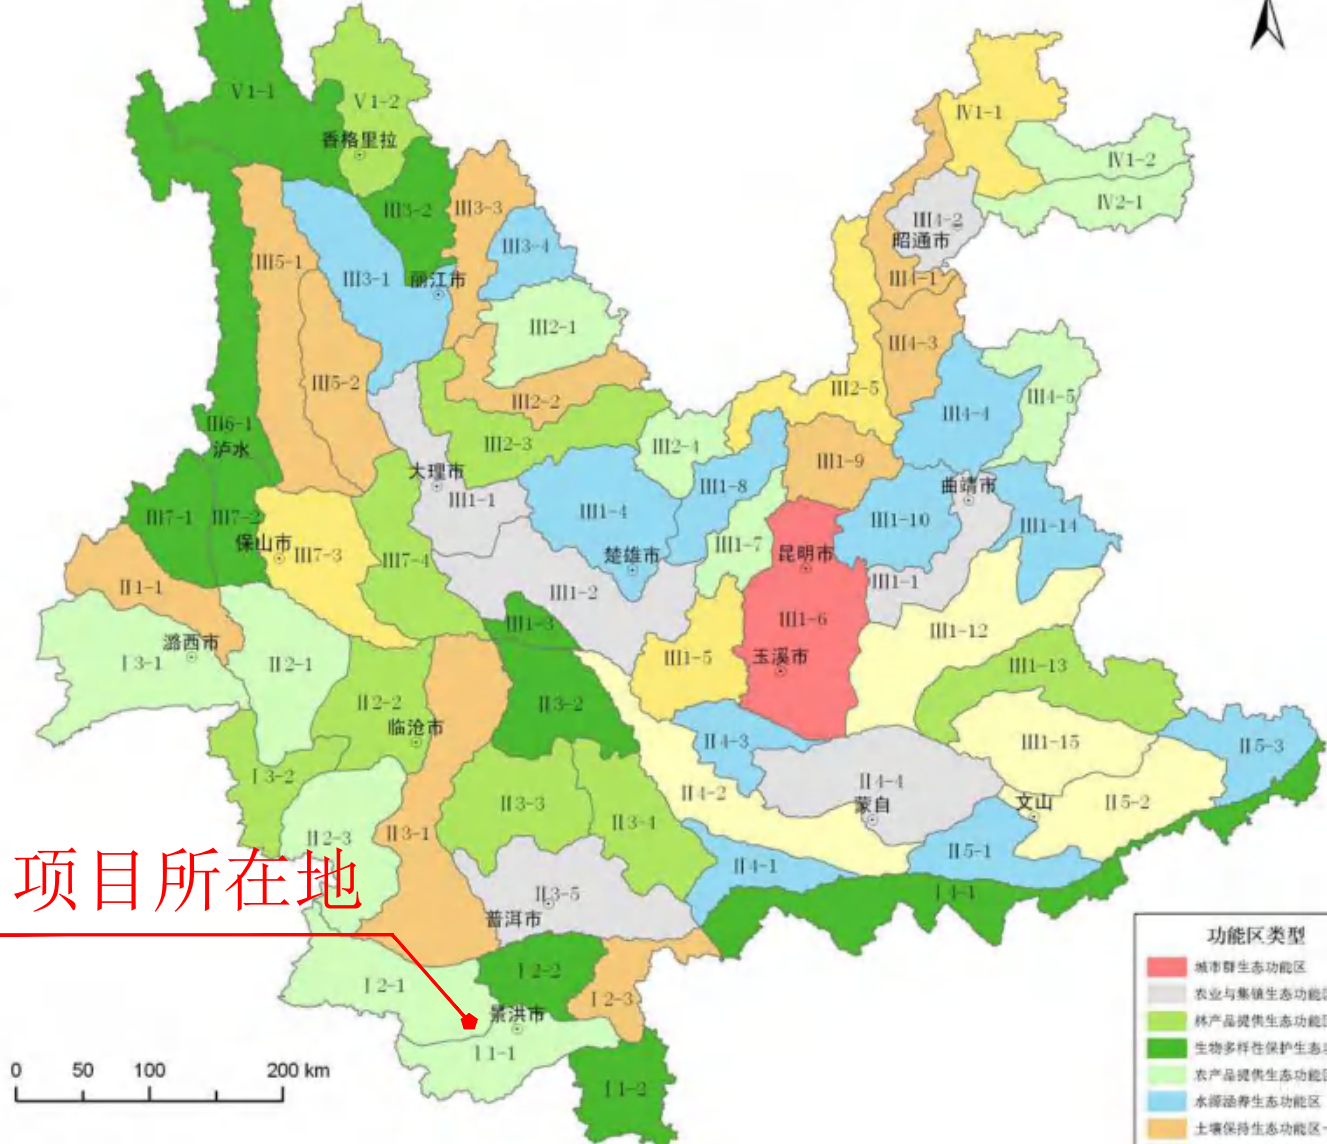 V1-1
V1-2
香格里拉
IV1-1
IV1-2
IV2-1
III3-2
III3-3
III4-2
昭通市
III3-4
III5-1
III3-1
丽江市
III4-1
III2-1
III4-3
III5-2
III2-2
III2-5
III4-4
III4-5
III6-1
泸水
III2-3
III2-4
III1-9
大理市
III1-1
III1-8
曲靖市
III7-1
III7-2
III1-4
III1-10
III1-14
保山市
III7-3
III7-4
楚雄市
III1-7
昆明市
III1-1
II1-1
III1-2
III1-3
III1-6
III1-12
潞西市
I3-1
II2-1
III1-5
玉溪市
III1-13
II2-2
临沧市
II3-2
II4-3
III1-15
II5-3
I3-2
II4-4
II4-2
蒙自
文山
II5-2
II3-3
II3-4
II2-3
II3-1
II4-1
II5-1
项目所在地
II3-5
普洱市
I4-1
I2-2
I2-1
I2-3
景洪市
I1-1
I1-2
0 50 100 200 km
功能区类型
城市群生态功能区
农业与集镇生态功能区
林产品提供生态功能区
生物多样性保护生态功
农产品提供生态功能区
水源涵养生态功能区
土壤保持生态功能区